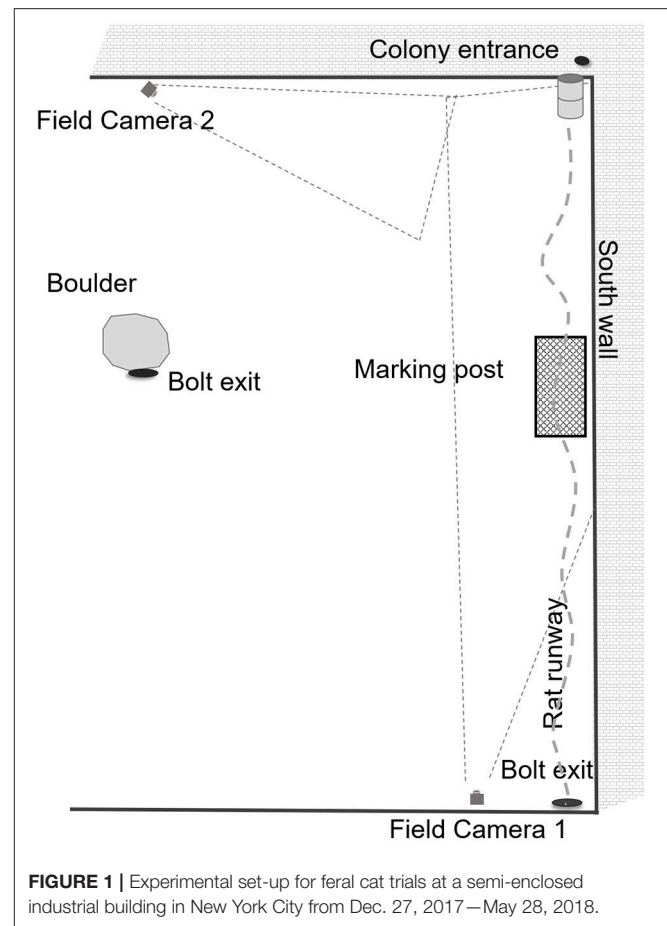 Colony entrance
Field Camera 2
South wall
Boulder
Marking post
Bolt exit
Rat runway
Bolt exit
Field Camera 1
FIGURE 1 | Experimental set-up for feral cat trials at a semi-enclosed
industrial building in New York City from Dec. 27, 2017—May 28, 2018.